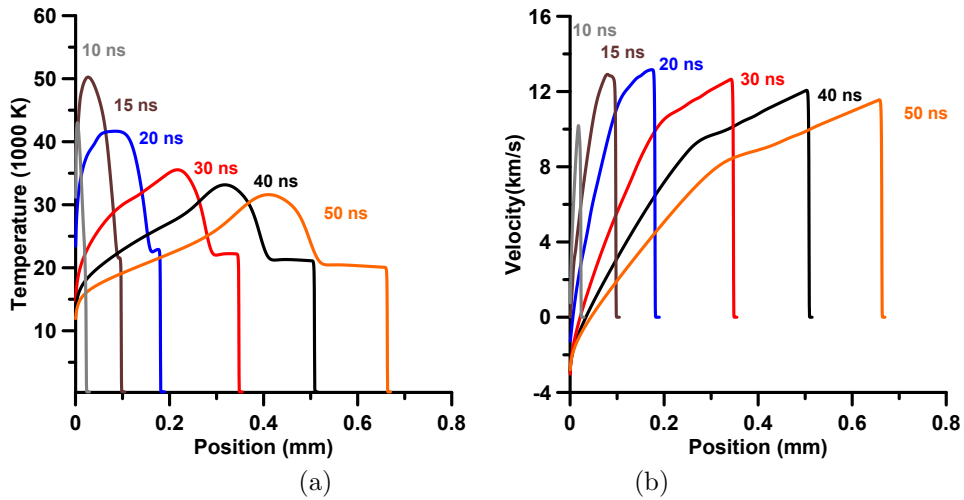 60
50
40
30
20
10
Temperature (1000 K)
10 ns
15 ns
20 ns
30 ns
40 ns
50 ns
0 0.2 0.4 0.6 0.8
Position (mm)
(a)
16
12
8
4
0
-4
Velocity(km/s)
10 ns
15 ns
20 ns
30 ns
40 ns
50 ns
0 0.2 0.4 0.6 0.8
Position (mm)
(b)